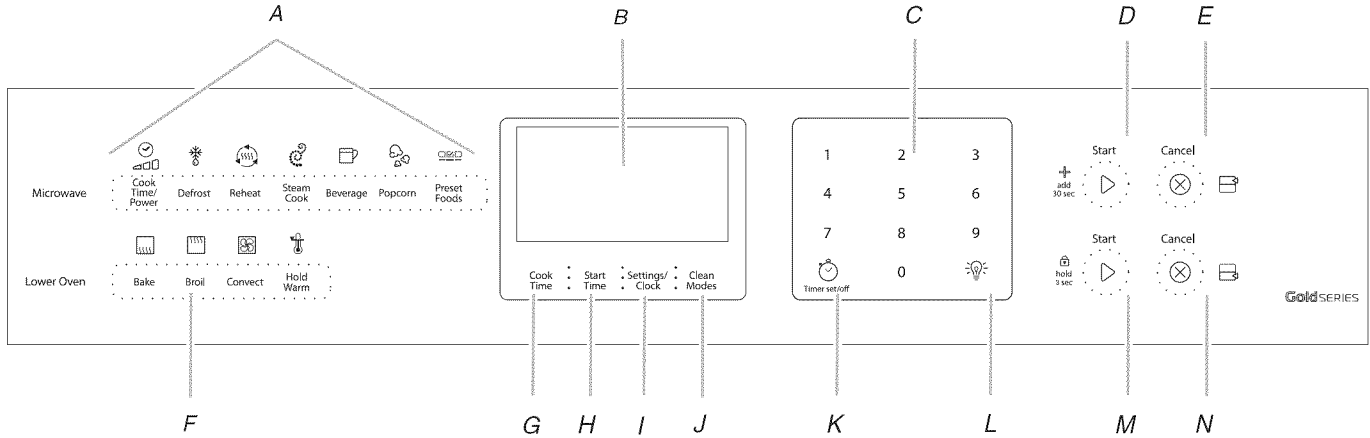 A B C D E
Start Cancel
1 2 3
Microwave
Cook Time/ Power
Defrost
Reheat
Steam Cook
Beverage
Popcorn
Preset Foods
add 30 sec
4 5 6
7 8 9
Start Cancel
Lower Oven
Bake
Broil
Convect
Hold Warm
Cook Time
Start Time
Settings/ Clock
Clean Modes
Timer set/off
0
hold 3 sec
Gold SERIES
F G H I J K L M N